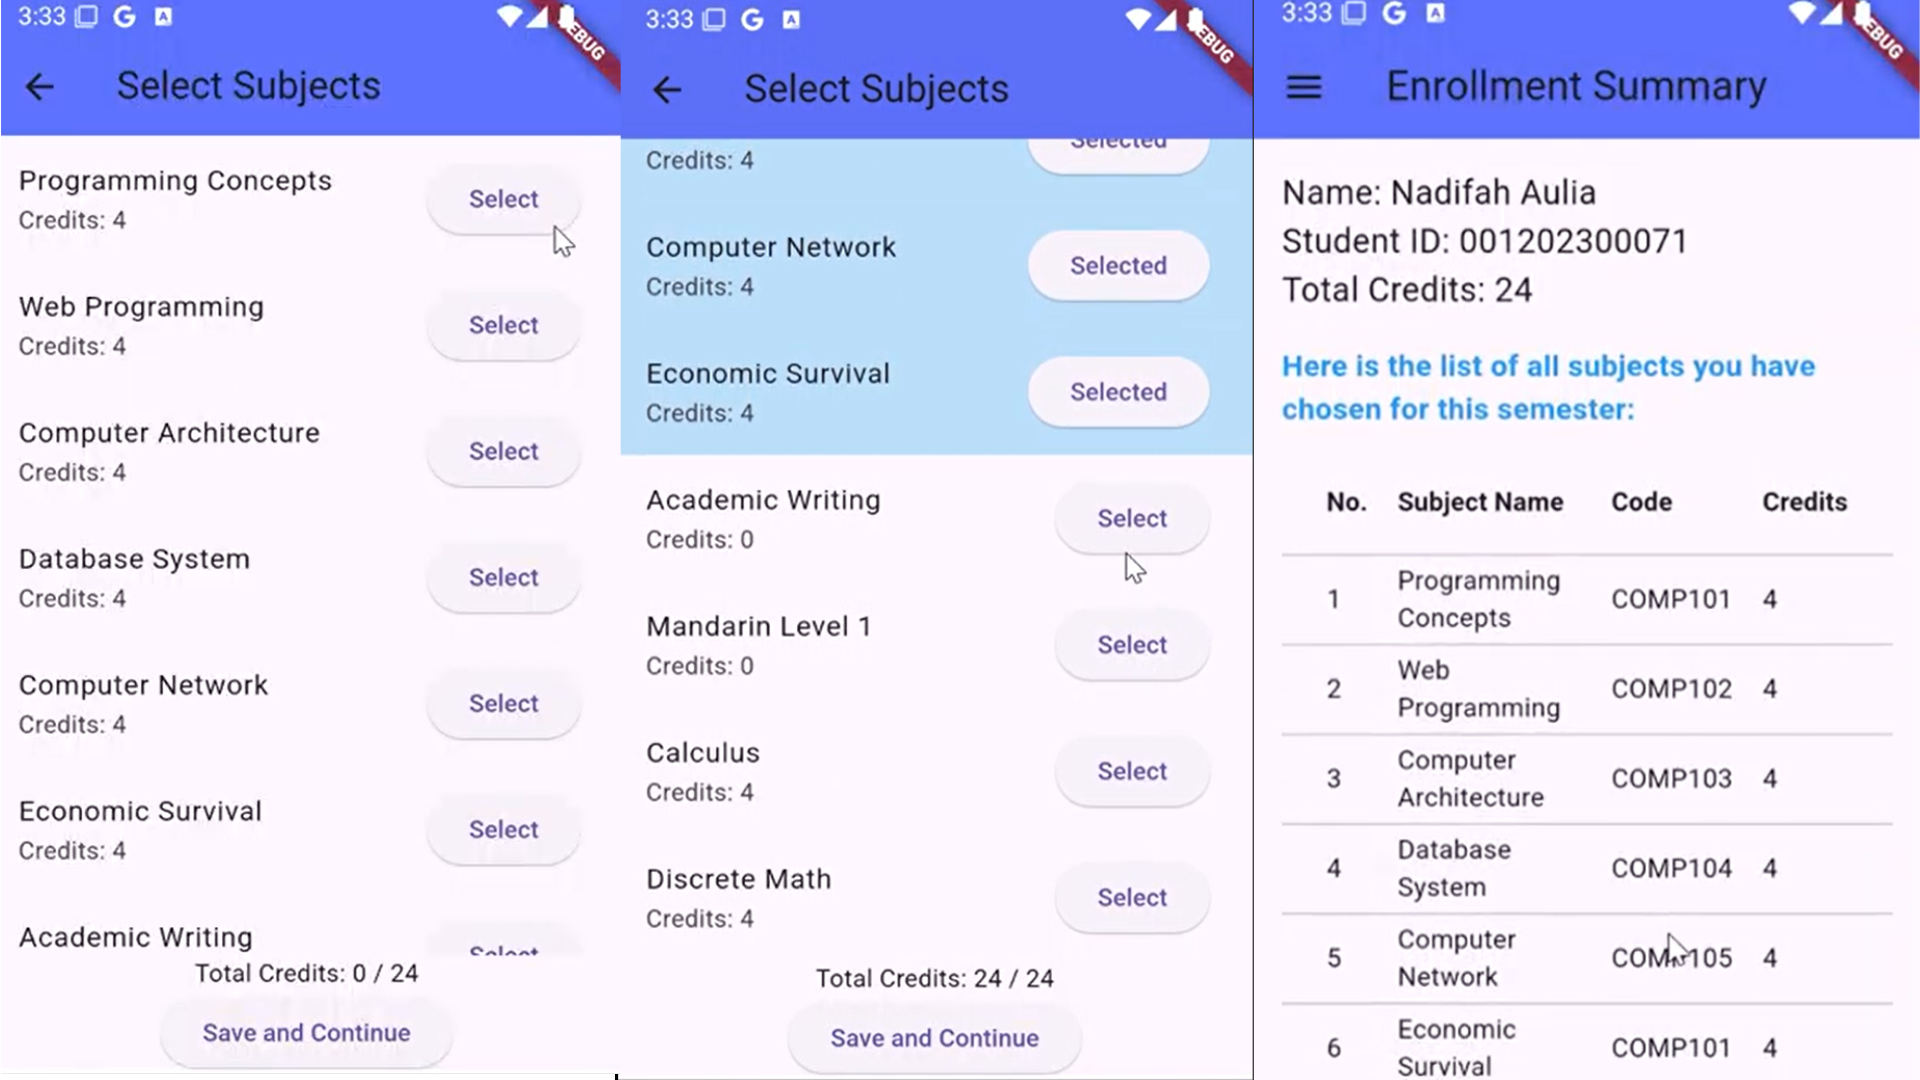 3:33
EBUG
Select Subjects
Programming Concepts
Credits: 4
Select
Web Programming
Credits: 4
Select
Computer Architecture
Credits: 4
Select
Database System
Credits: 4
Select
Computer Network
Credits: 4
Select
Economic Survival
Credits: 4
Select
Academic Writing
Select
Total Credits: 0 / 24
Save and Continue
3:33
EBUG
Select Subjects
Selected
Credits: 4
Computer Network
Credits: 4
Selected
Economic Survival
Credits: 4
Selected
Academic Writing
Credits: 0
Select
Mandarin Level 1
Credits: 0
Select
Calculus
Credits: 4
Select
Discrete Math
Credits: 4
Select
Total Credits: 24 / 24
Save and Continue
3:33
EBUG
Enrollment Summary
Name: Nadifah Aulia
Student ID: 001202300071
Total Credits: 24
Here is the list of all subjects you have
chosen for this semester:
No. Subject Name Code Credits
1 Programming Concepts COMP101 4
2 Web Programming COMP102 4
3 Computer Architecture COMP103 4
4 Database System COMP104 4
5 Computer Network COMP105 4
6 Economic Survival COMP101 4